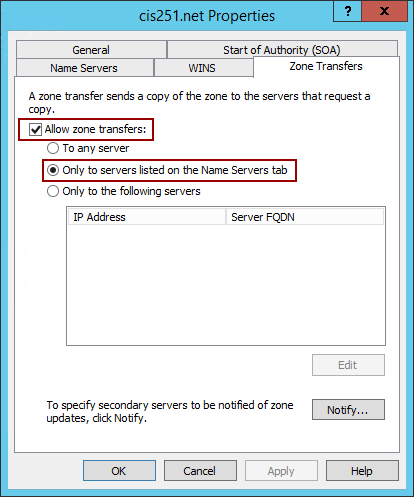 cis251.net Properties
?
X
General
Start of Authority (SOA)
Name Servers
WINS
Zone Transfers
A zone transfer sends a copy of the zone to the servers that request a
copy.
Allow zone transfers:
To any server
Only to servers listed on the Name Servers tab
Only to the following servers
IP Address
Server FQDN
Edit
To specify secondary servers to be notified of zone
updates, click Notify.
Notify...
OK
Cancel
Apply
Help